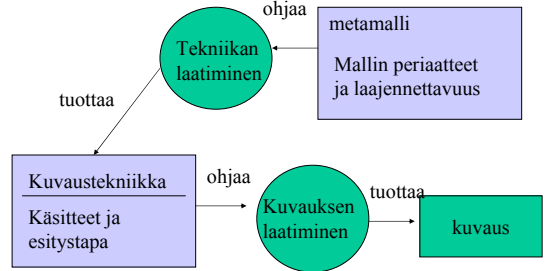 ohjaa
metamalli
Mallin periaatteet
ja laajennettavuus
Tekniikan
laatiminen
tuottaa
Kuvaustekniikka
Käsitteet ja
esitystapa
ohjaa
Kuvauksen
laatiminen
tuottaa
kuvaus